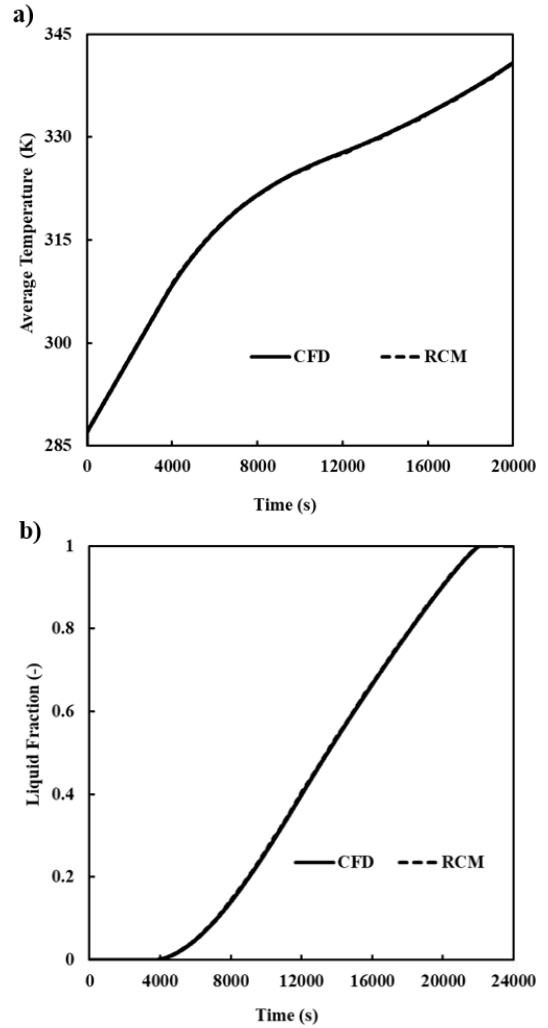 a)
345
330
315
300
285
Average Temperature (K)
CFD RCM
0 4000 8000 12000 16000 20000
Time (s)
b)
1
0.8
0.6
0.4
0.2
0
Liquid Fraction (-)
CFD RCM
0 4000 8000 12000 16000 20000 24000
Time (s)